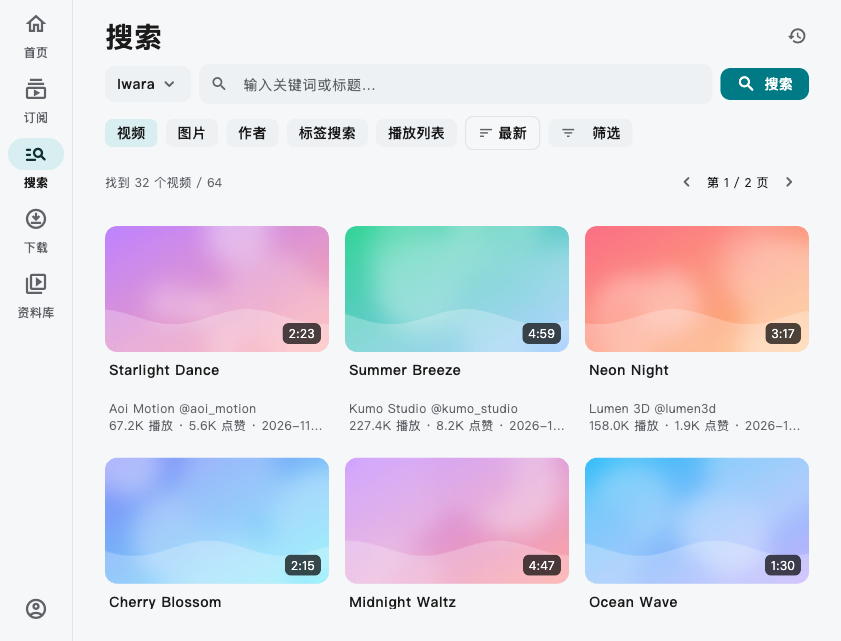 首页
订阅
搜索
下载
资料库
搜索
Iwara
输入关键词或标题...
搜索
视频
图片
作者
标签搜索
播放列表
最新
筛选
找到 32 个视频 / 64
第 1 / 2 页
2:23
4:59
3:17
Starlight Dance
Summer Breeze
Neon Night
Aoi Motion @aoi_motion
Kumo Studio @kumo_studio
Lumen 3D @lumen3d
67.2K 播放 · 5.6K 点赞 · 2026-11...
227.4K 播放 · 8.2K 点赞 · 2026-1...
158.0K 播放 · 1.9K 点赞 · 2026-1...
2:15
4:47
1:30
Cherry Blossom
Midnight Waltz
Ocean Wave